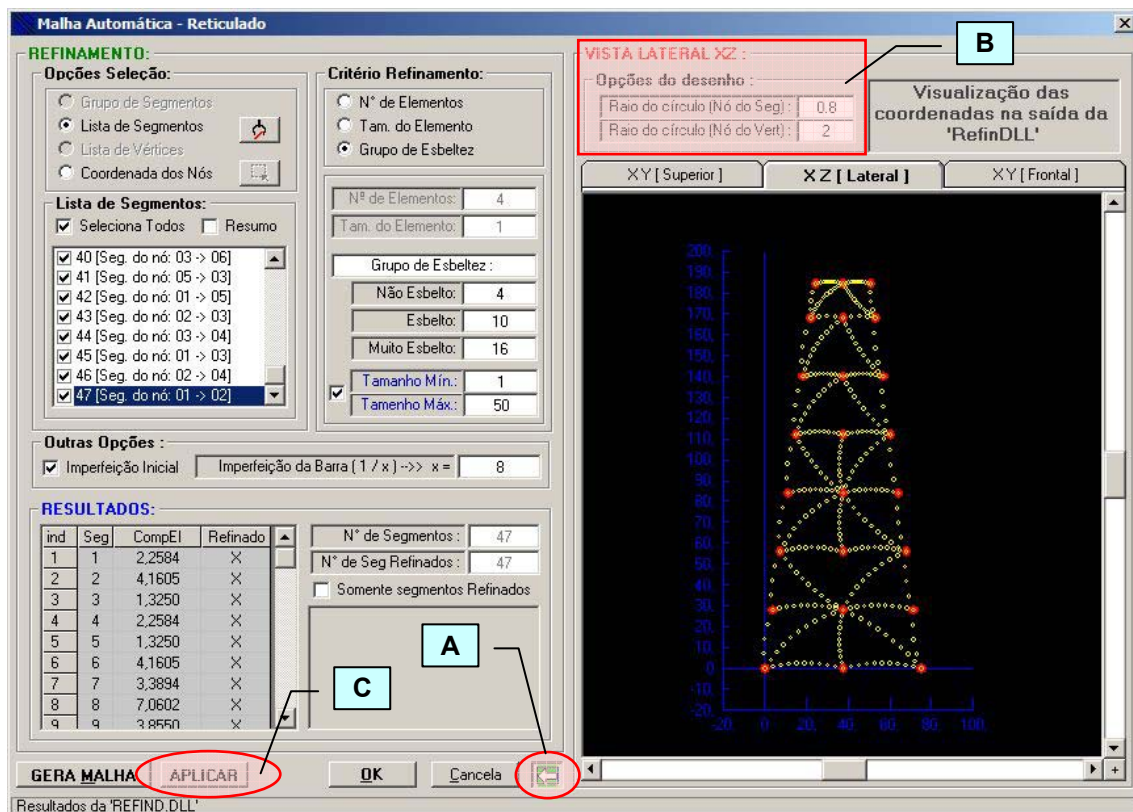 Malha Automática - Reticulado
REFINAMENTO:
Opções Seleção:
Grupo de Segmentos
Lista de Segmentos
Lista de Vértices
Coordenada dos Nós
Lista de Segmentos:
Seleciona Todos
Resumo
40 [Seg. do nó: 03 -> 06]
41 [Seg. do nó: 05 -> 03]
42 [Seg. do nó: 01 -> 05]
43 [Seg. do nó: 02 -> 03]
44 [Seg. do nó: 03 -> 04]
45 [Seg. do nó: 01 -> 03]
46 [Seg. do nó: 02 -> 04]
47 [Seg. do nó: 01 -> 02]
Critério Refinamento:
N° de Elementos
Tam. do Elemento
Grupo de Esbeltez
Nª de Elementos: 4
Tam. do Elemento: 1
Grupo de Esbeltez :
Não Esbelto: 4
Esbelto: 10
Muito Esbelto: 16
Tamanho Mín.: 1
Tamenho Máx.: 50
Outras Opções :
Imperfeição Inicial
Imperfeição da Barra ( 1 / x ) -->> x = 8
RESULTADOS:
ind Seg CompEl Refinado
1 1 2,2584 X
2 2 4,1605 X
3 3 1,3250 X
4 4 2,2584 X
5 5 1,3250 X
6 6 4,1605 X
7 7 3,3894 X
8 8 7,0602 X
9 9 3,8550 X
N° de Segmentos : 47
N° de Seg Refinados : 47
Somente segmentos Refinados
A
C
GERA MALHA
APLICAR
OK
Cancela
Resultados da 'REFIND.DLL'
VISTA LATERAL XZ :
B
Opções do desenho :
Raio do círculo (Nó do Seg) : 0.8
Raio do círculo (Nó do Vert) : 2
Visualização das
coordenadas na saída da
'RefinDLL'
X Y [ Superior ]
X Z [ Lateral ]
X Y [ Frontal ]
200,
190,
180,
170,
160,
150,
140,
130,
120,
110,
100,
90,
80,
70,
60,
50,
40,
30,
20,
10,
0
-10,
-20,
-20, 0 20, 40, 60, 80, 100,
+